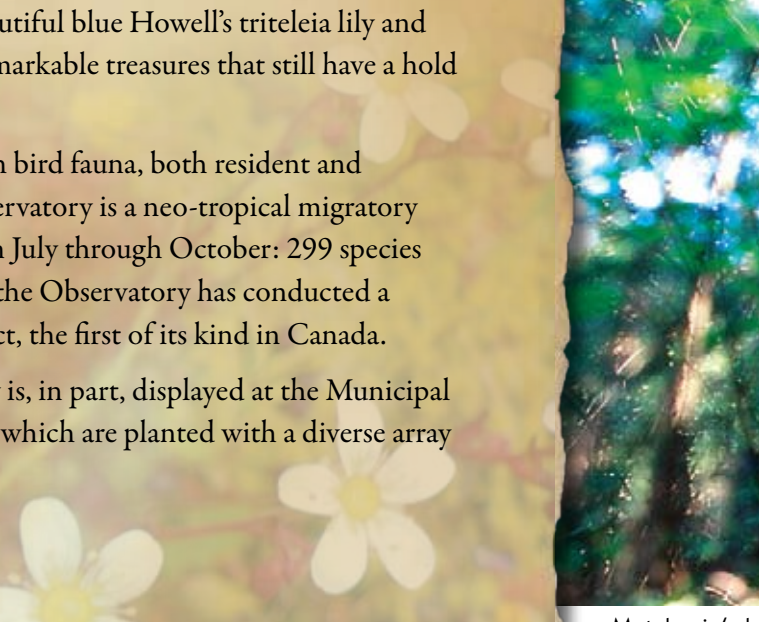 utiful blue Howell’s triteleia lily and
markable treasures that still have a hold
bird fauna, both resident and
ervatory is a neo-tropical migratory
July through October: 299 species
the Observatory has conducted a
ct, the first of its kind in Canada.
is, in part, displayed at the Municipal
which are planted with a diverse array